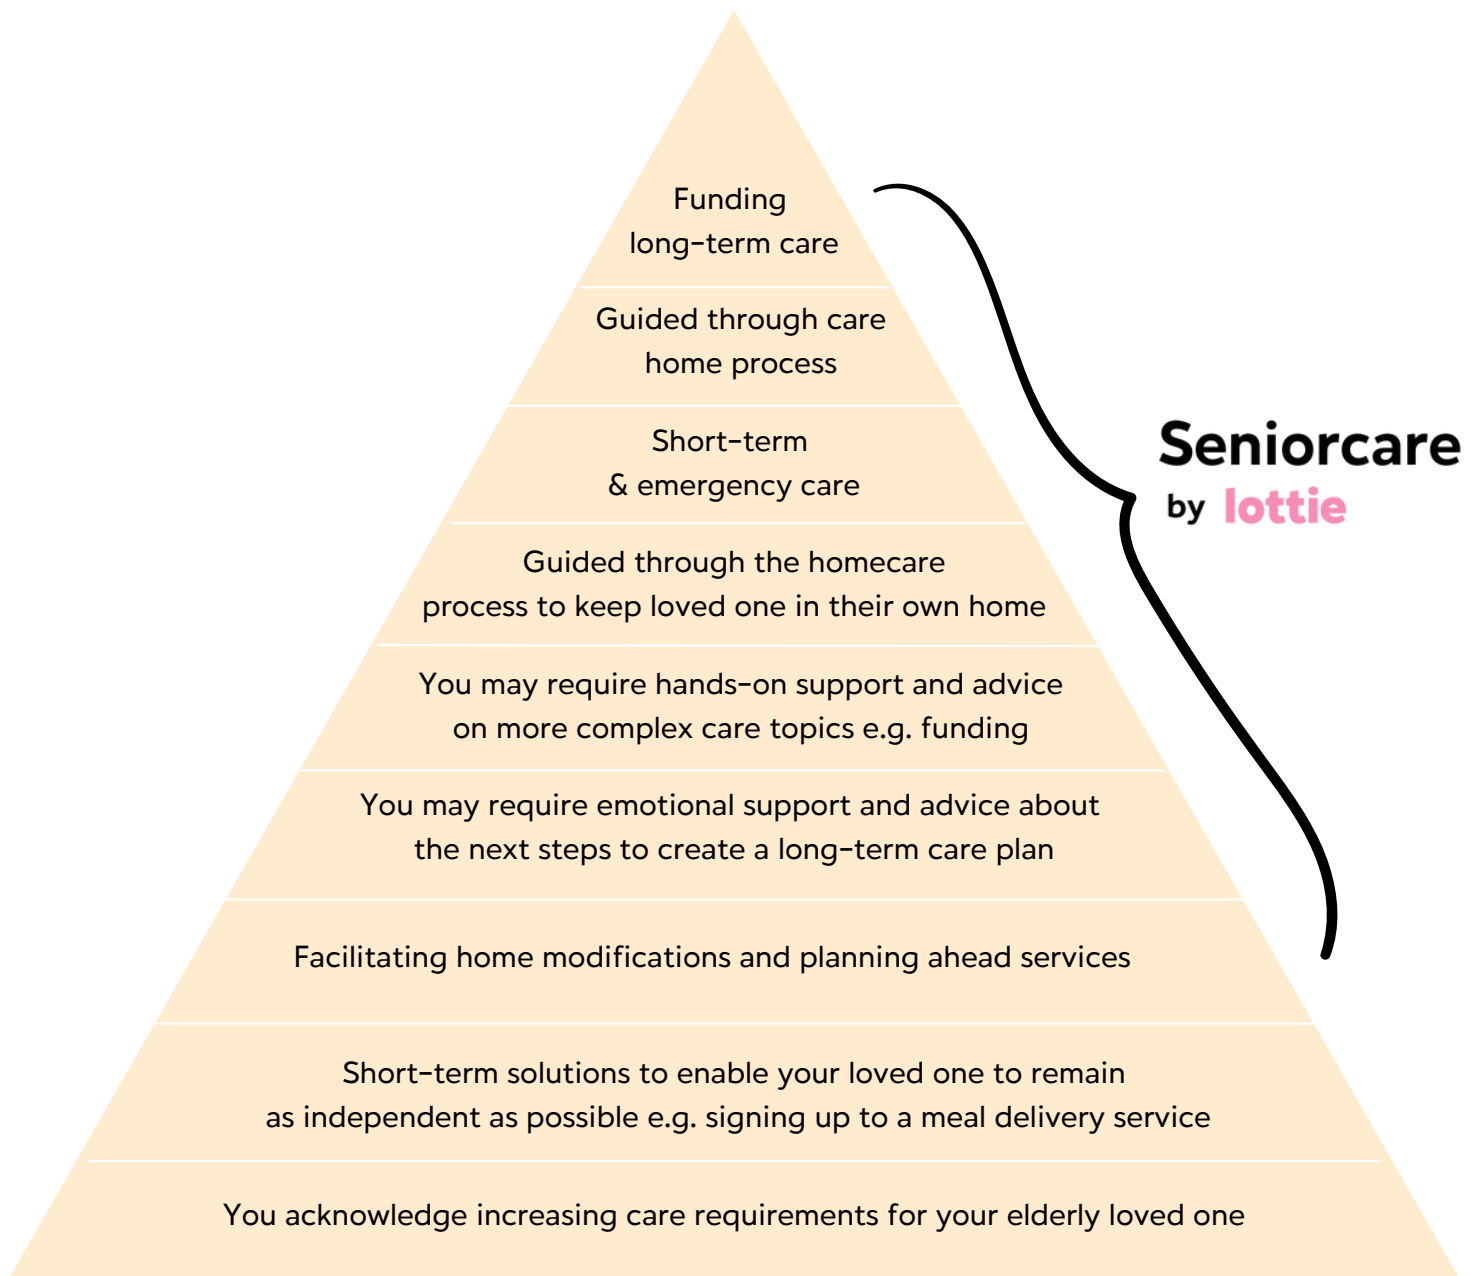 Funding
long-term care
Guided through care
home process
Short-term
& emergency care
Seniorcare
by lottie
Guided through the homecare
process to keep loved one in their own home
You may require hands-on support and advice
on more complex care topics e.g. funding
You may require emotional support and advice about
the next steps to create a long-term care plan
Facilitating home modifications and planning ahead services
Short-term solutions to enable your loved one to remain
as independent as possible e.g. signing up to a meal delivery service
You acknowledge increasing care requirements for your elderly loved one